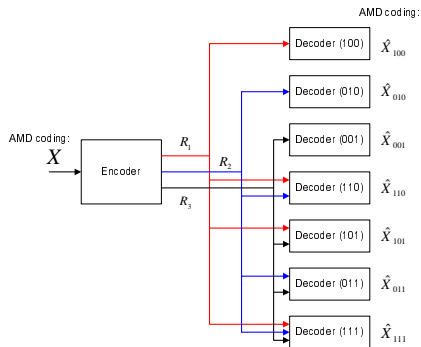 AMD coding:
Decoder (100) X̂₁₀₀
Decoder (010) X̂₀₁₀
Decoder (001) X̂₀₀₁
AMD coding:
X
Encoder
R₁
R₂
R₃
Decoder (110) X̂₁₁₀
Decoder (101) X̂₁₀₁
Decoder (011) X̂₀₁₁
Decoder (111) X̂₁₁₁